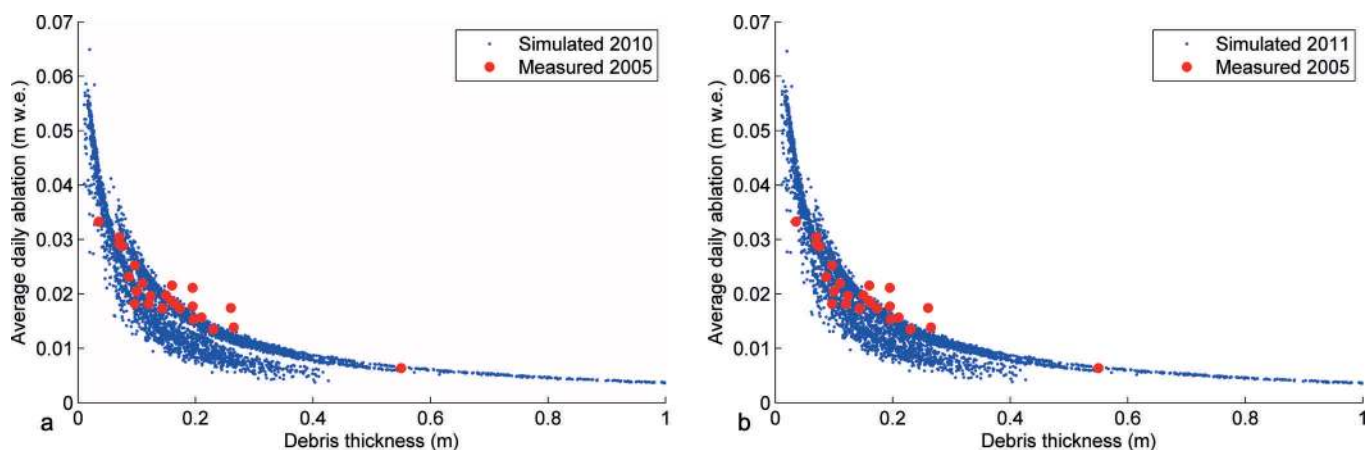 0.07
0.06
0.05
0.04
0.03
0.02
0.01
0
Average daily ablation (m w.e.)
Simulated 2010
Measured 2005
0 0.2 0.4 0.6 0.8 1
Debris thickness (m)
a
0.07
0.06
0.05
0.04
0.03
0.02
0.01
0
Average daily ablation (m w.e.)
Simulated 2011
Measured 2005
0 0.2 0.4 0.6 0.8 1
Debris thickness (m)
b